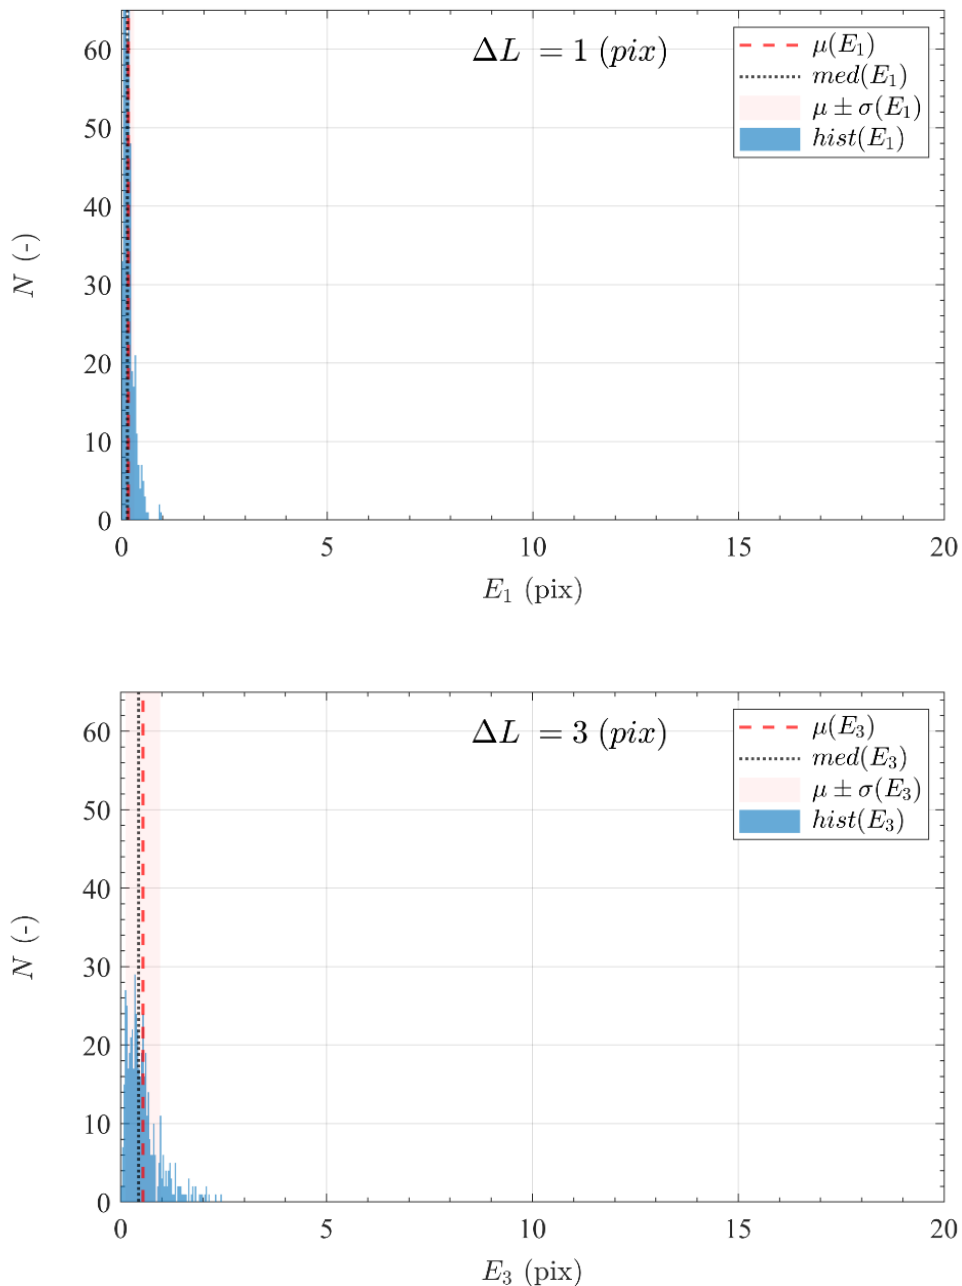 ΔL = 1 (pix)
μ(E₁)
med(E₁)
μ ± σ(E₁)
hist(E₁)
60
50
40
30
20
10
0
N (-)
0 5 10 15 20
E₁ (pix)
ΔL = 3 (pix)
μ(E₃)
med(E₃)
μ ± σ(E₃)
hist(E₃)
60
50
40
30
20
10
0
N (-)
0 5 10 15 20
E₃ (pix)